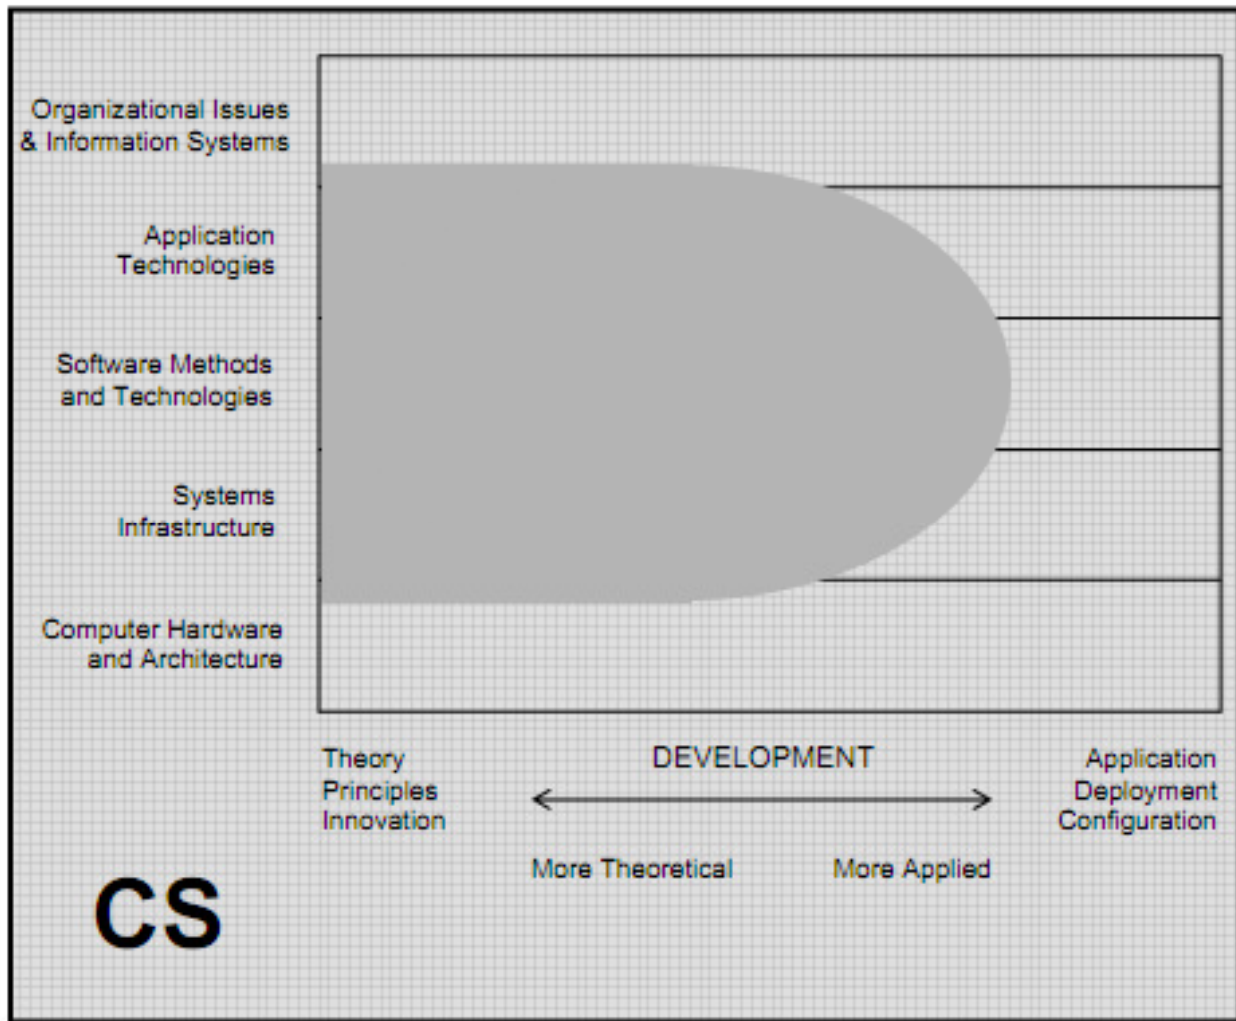 Organizational Issues
& Information Systems
Application
Technologies
Software Methods
and Technologies
Systems
Infrastructure
Computer Hardware
and Architecture
Theory
Principles
Innovation
DEVELOPMENT
Application
Deployment
Configuration
More Theoretical
More Applied
CS